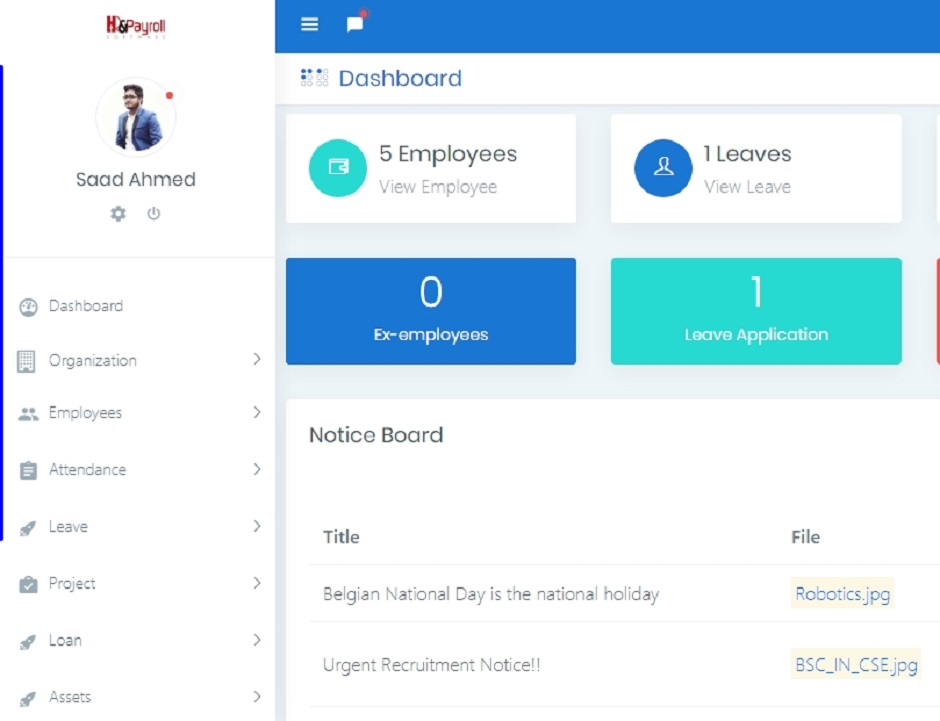 H&Payroll
SOFTWARE
Saad Ahmed
Dashboard
Organization
Employees
Attendance
Leave
Project
Loan
Assets
Dashboard
5 Employees
View Employee
1 Leaves
View Leave
0
Ex-employees
1
Leave Application
Notice Board
Title File
Belgian National Day is the national holiday Robotics.jpg
Urgent Recruitment Notice!! BSC_IN_CSE.jpg